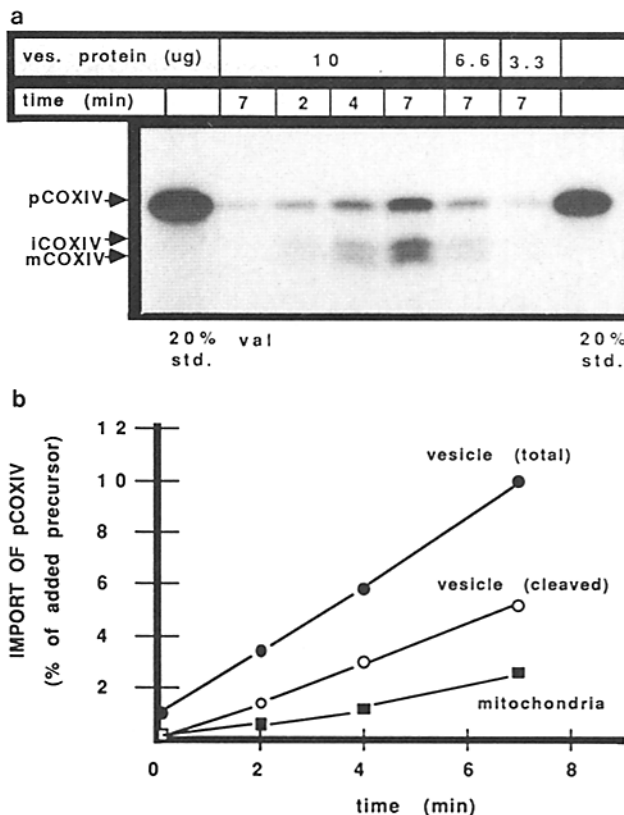 a
ves. protein (ug) 10 6.6 3.3
time (min) 7 2 4 7 7 7
pCOXIV
iCOXIV
mCOXIV
20% std. val 20% std.
b
IMPORT OF pCOXIV
(% of added precursor)
12
10
8
6
4
2
vesicle (total)
vesicle (cleaved)
mitochondria
0 2 4 6 8
time (min)